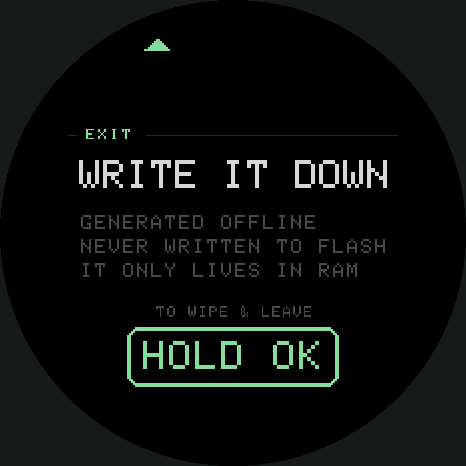 EXIT
WRITE IT DOWN
GENERATED OFFLINE
NEVER WRITTEN TO FLASH
IT ONLY LIVES IN RAM
TO WIPE & LEAVE
HOLD OK